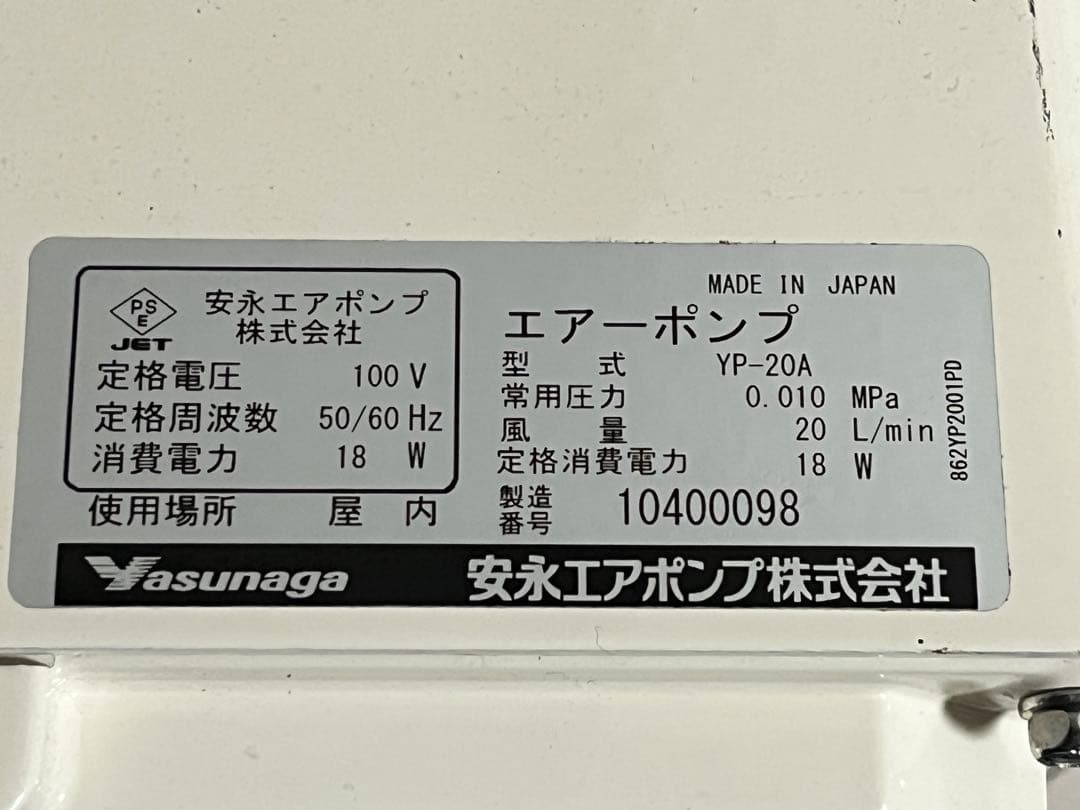 PS
E
JET
安永エアポンプ
株式会社
定格電圧 100 V
定格周波数 50/60 Hz
消費電力 18 W
使用場所 屋 内
MADE IN JAPAN
エアーポンプ
型 式 YP-20A
常用圧力 0.010 MPa
風 量 20 L/min
定格消費電力 18 W
製造
番号 10400098
862YP2001PD
Yasunaga 安永エアポンプ株式会社